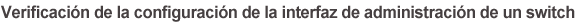 Verificación de la configuración de la interfaz de administración de un switch